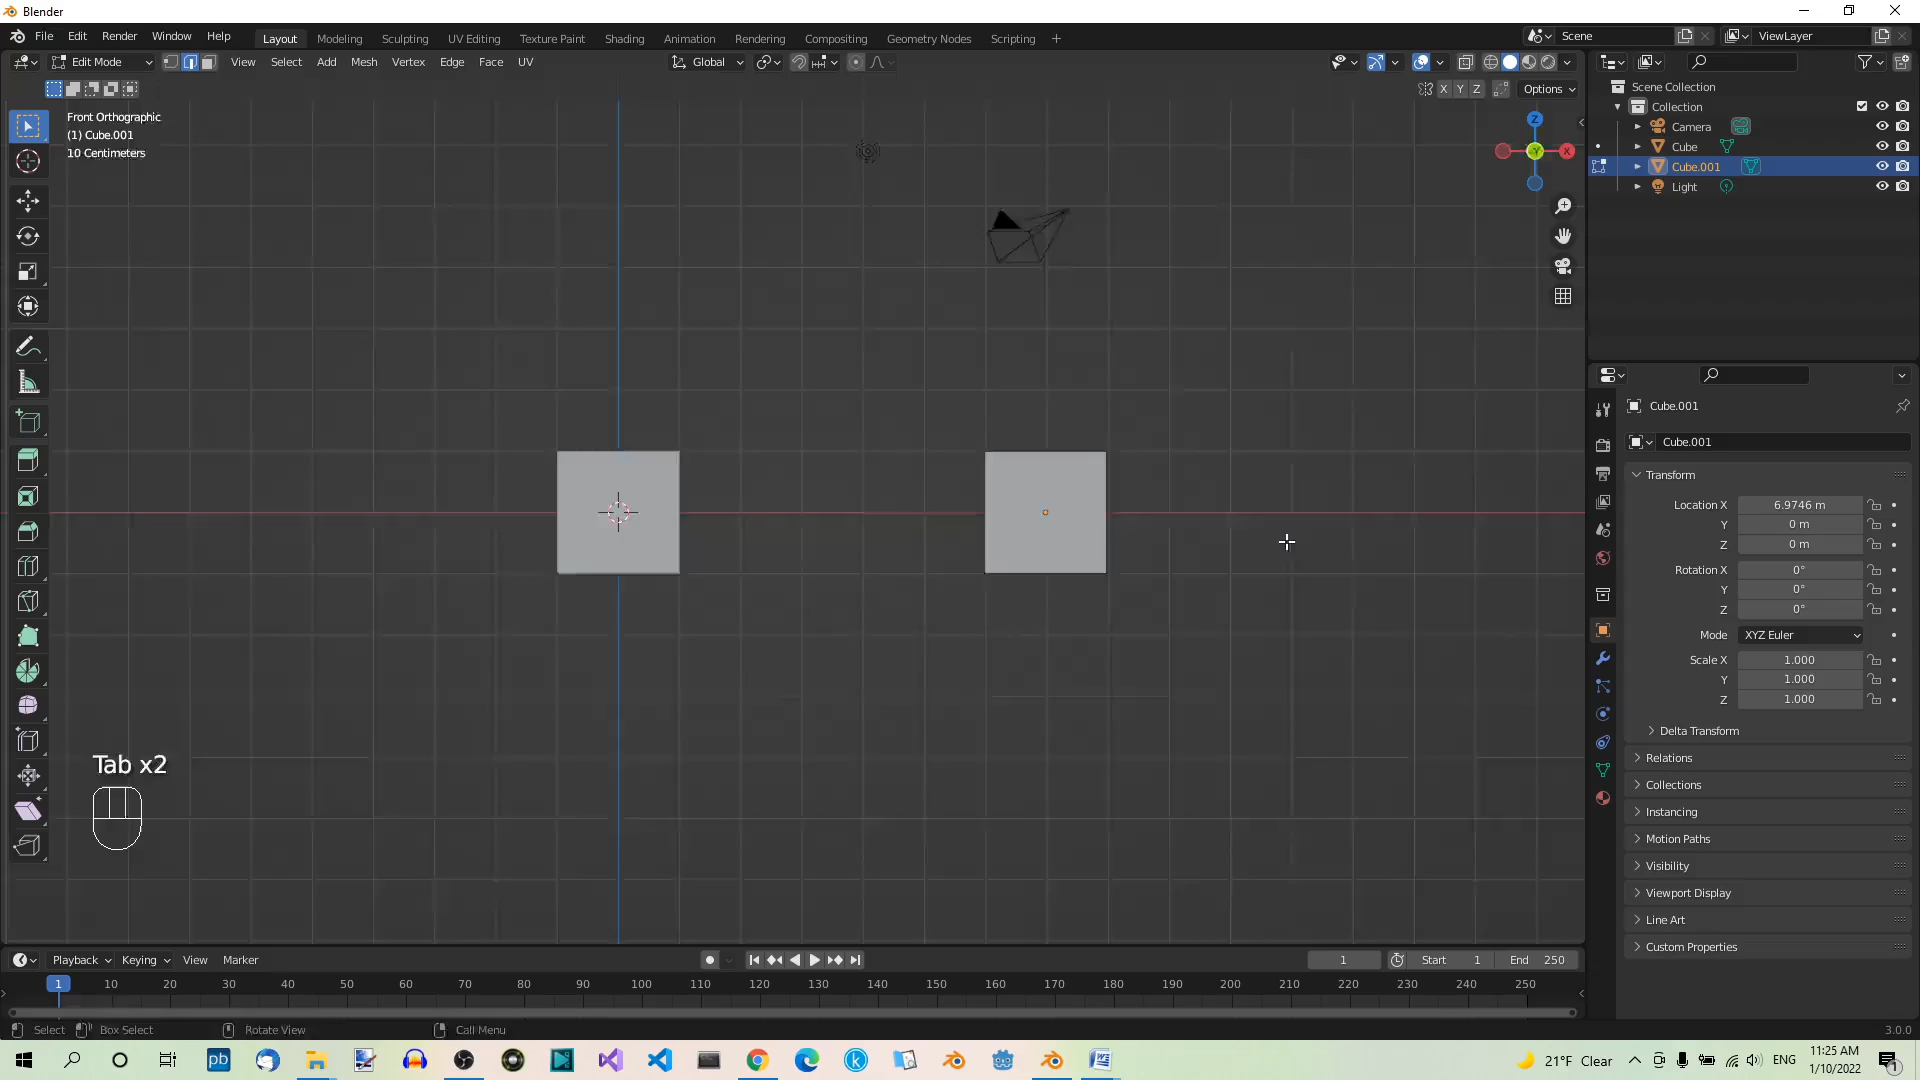 Blender
File Edit Render Window Help Layout Modeling Sculpting UV Editing Texture Paint Shading Animation Rendering Compositing Geometry Nodes Scripting + Scene ViewLayer
Edit Mode View Select Add Mesh Vertex Edge Face UV Global
X Y Z Options
Front Orthographic
(1) Cube.001
10 Centimeters
Z
Y
X
Scene Collection
Collection
Camera
Cube
Cube.001
Light
Cube.001
Cube.001
Transform
Location X 6.9746 m
Y 0 m
Z 0 m
Rotation X 0°
Y 0°
Z 0°
Mode XYZ Euler
Scale X 1.000
Y 1.000
Z 1.000
Delta Transform
Relations
Collections
Instancing
Motion Paths
Visibility
Viewport Display
Line Art
Custom Properties
Tab x2
Playback Keying View Marker 1 Start 1 End 250
1 10 20 30 40 50 60 70 80 90 100 110 120 130 140 150 160 170 180 190 200 210 220 230 240 250
Select Box Select Rotate View Call Menu 3.0.0
pb 21°F Clear ENG 11:25 AM
1/10/2022